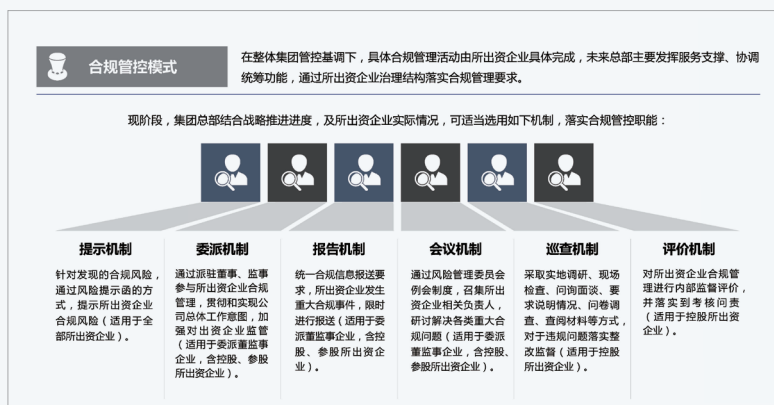 合规管控模式
在整体集团管控基调下，具体合规管理活动由所出资企业具体完成，未来总部主要发挥服务支撑、协调
统筹功能，通过所出资企业治理结构落实合规管理要求。
现阶段，集团总部结合战略推进进度，及所出资企业实际情况，可适当选用如下机制，落实合规管控职能：
提示机制
针对发现的合规风险，
通过风险提示函的方
式，提示所出资企业
合规风险（适用于全
部所出资企业）。
委派机制
通过派驻董事、监事
参与所出资企业合规
管理，贯彻和实现公
司总体工作意图，加
强对出资企业监管
（适用于委派董监事
企业，含控股、参股
所出资企业）。
报告机制
统一合规信息报送要
求，所出资企业发生
重大合规事件，限时
进行报送（适用于委
派董监事企业，含控
股、参股所出资企
业）。
会议机制
通过风险管理委员会
例会制度，召集所出
资企业相关负责人，
研讨解决各类重大合
规问题（适用于委派
董监事企业，含控股、
参股所出资企业）。
巡查机制
采取实地调研、现场
检查、问询面谈、要
求说明情况、问卷调
查、查阅材料等方式，
对于违规问题落实整
改监督（适用于控股
所出资企业）。
评价机制
对所出资企业合规管
理进行内部监督评价，
并落实到考核问责
（适用于控股所出资
企业）。